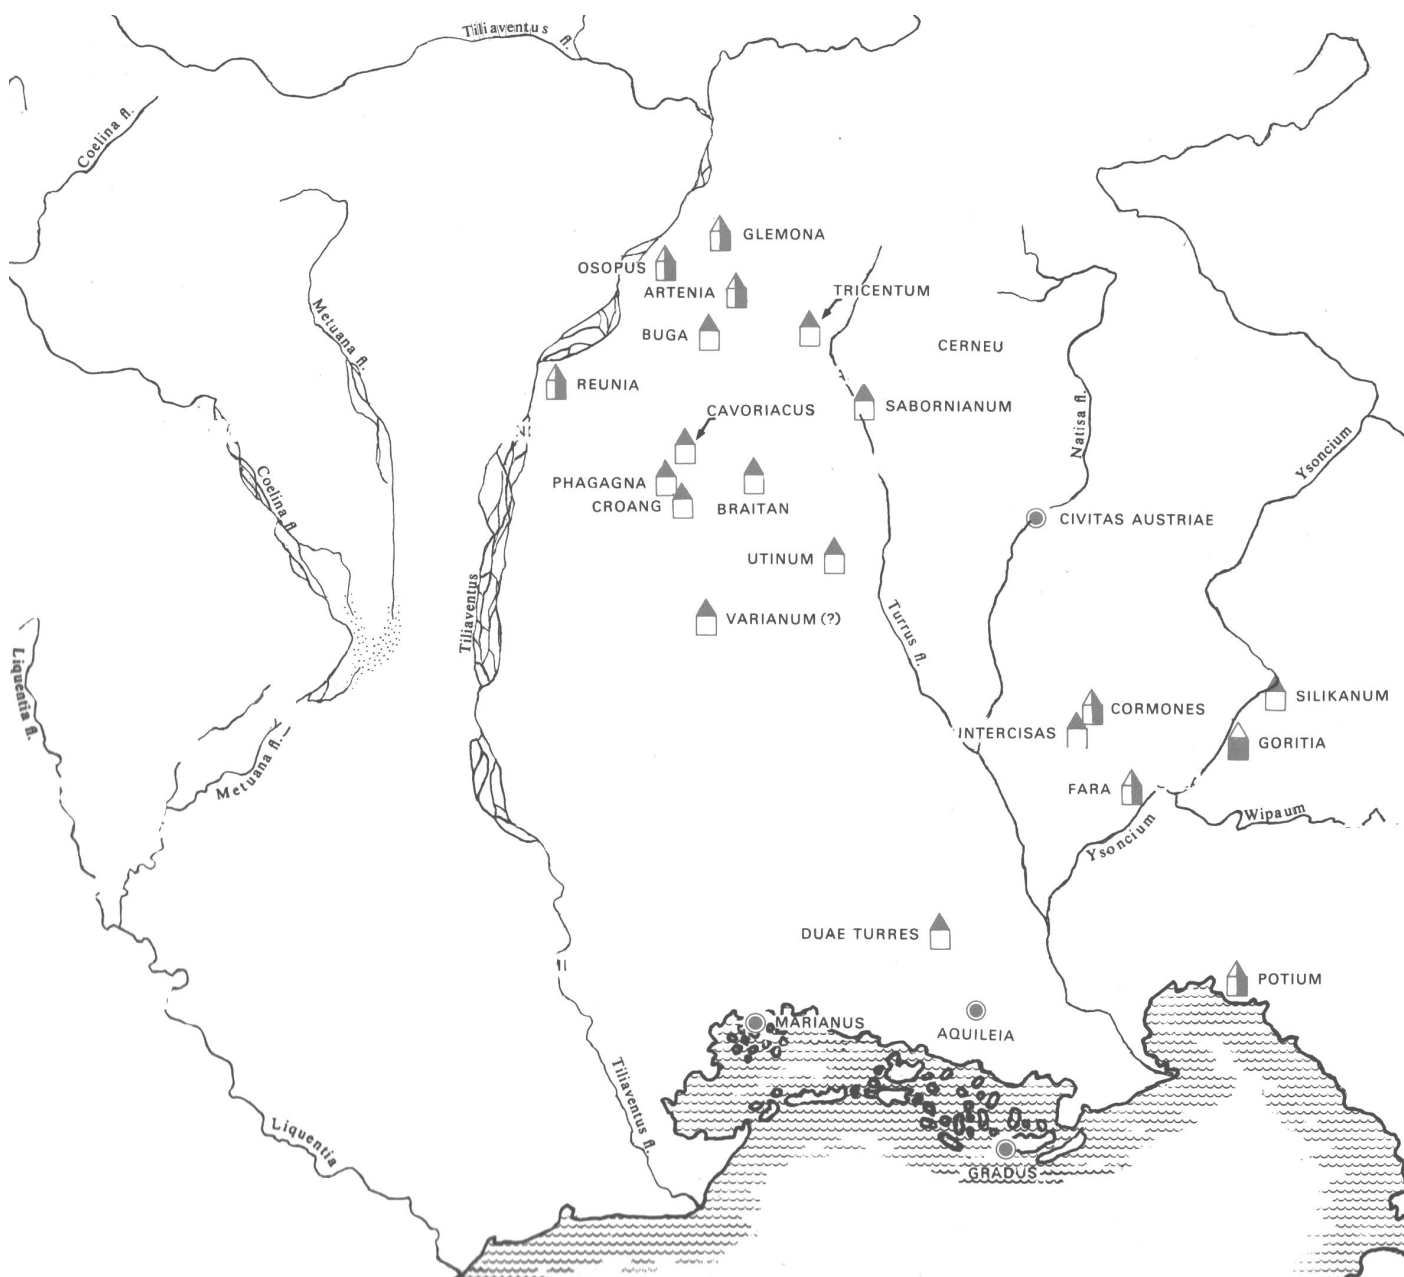 Tiliaventus fl.
Coelina fl.
GLEMONA
OSOPUS
ARTENIA
TRICENTUM
Metuana fl.
BUGA
CERNEU
REUNIA
SABORNIANUM
CAVORIACUS
Natisa fl.
Ysoncium
Coelina fl.
PHAGAGNA
CROANG
BRAITAN
CIVITAS AUSTRIAE
UTINUM
Tiliaventus
VARIANUM (?)
Turrus fl.
Liquentia fl.
SILIKANUM
CORMONES
INTERCISAS
GORITIA
Metuana fl.
FARA
Wipaum
Ysoncium
DUAE TURRES
POTIUM
MARIANUS
AQUILEIA
Tiliaventus fl.
Liquentia
GRADUS